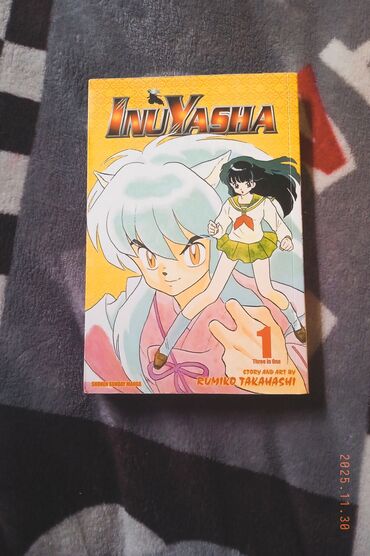 INUYASHA
1
Three in One
STORY AND ART BY
RUMIKO TAKAHASHI
SHONEN SUNDAY MANGA
2025.11.30